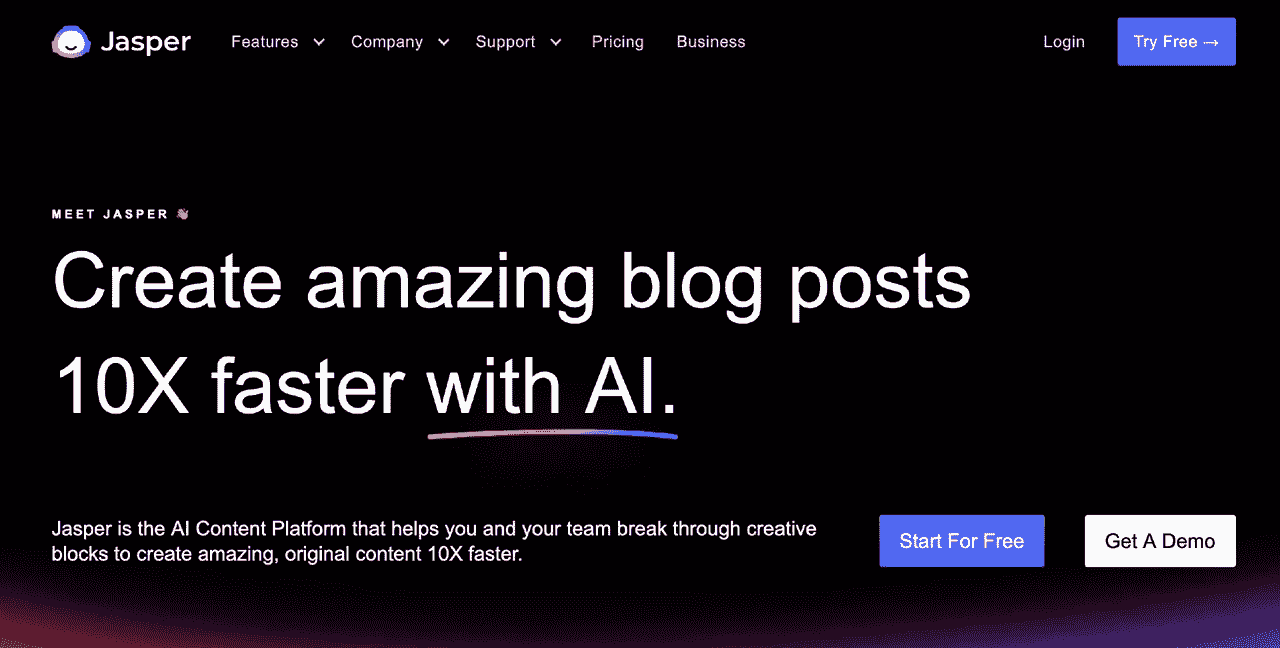 Jasper
Features Company Support Pricing Business Login Try Free →
MEET JASPER 👋
Create amazing blog posts
10X faster with AI.
Jasper is the AI Content Platform that helps you and your team break through creative
blocks to create amazing, original content 10X faster.
Start For Free
Get A Demo